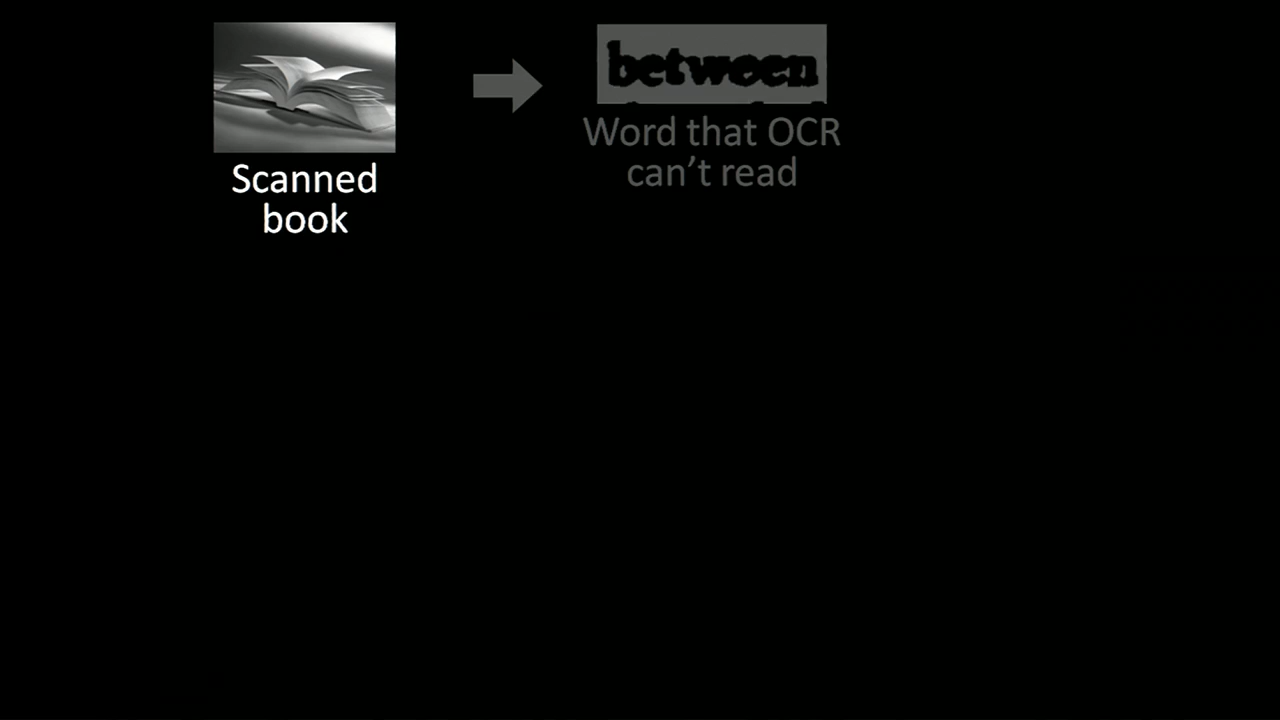 between
Scanned
book
Word that OCR
can't read